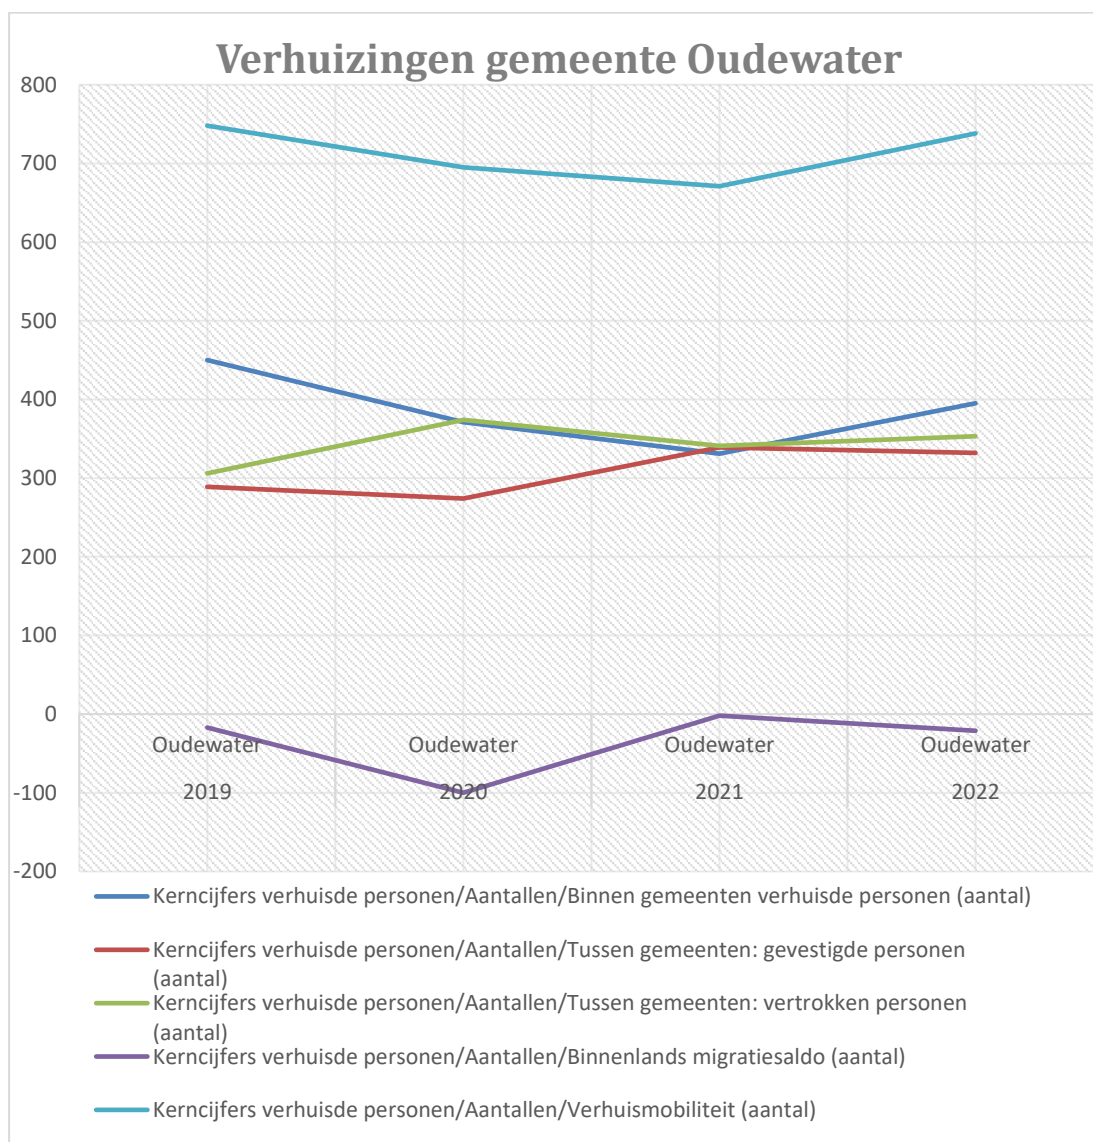 Verhuizingen gemeente Oudewater
800
700
600
500
400
300
200
100
0
-100
-200
Oudewater Oudewater Oudewater Oudewater
2019 2020 2021 2022
Kerncijfers verhuisde personen/Aantallen/Binnen gemeenten verhuisde personen (aantal)
Kerncijfers verhuisde personen/Aantallen/Tussen gemeenten: gevestigde personen
(aantal)
Kerncijfers verhuisde personen/Aantallen/Tussen gemeenten: vertrokken personen
(aantal)
Kerncijfers verhuisde personen/Aantallen/Binnenlands migratiesaldo (aantal)
Kerncijfers verhuisde personen/Aantallen/Verhuismobiliteit (aantal)